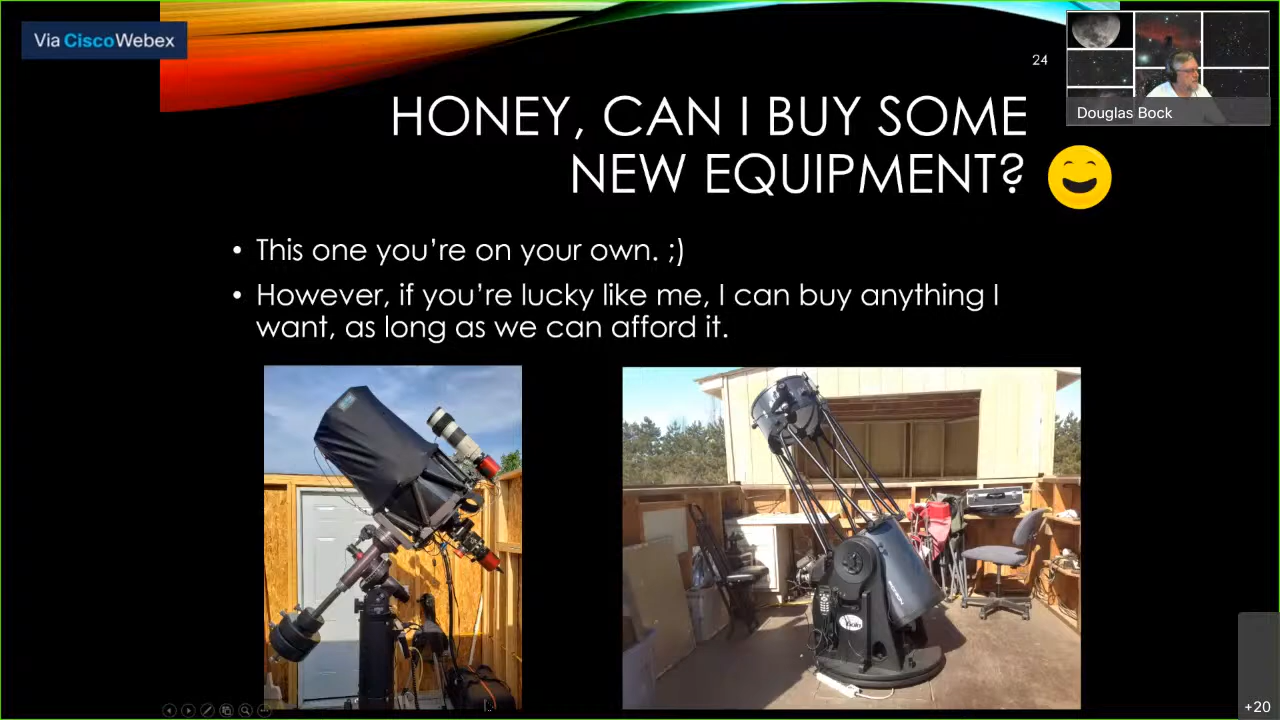 Via CiscoWebex
24
Douglas Bock
HONEY, CAN I BUY SOME
NEW EQUIPMENT?
• This one you’re on your own. ;)
• However, if you’re lucky like me, I can buy anything I
want, as long as we can afford it.
+20